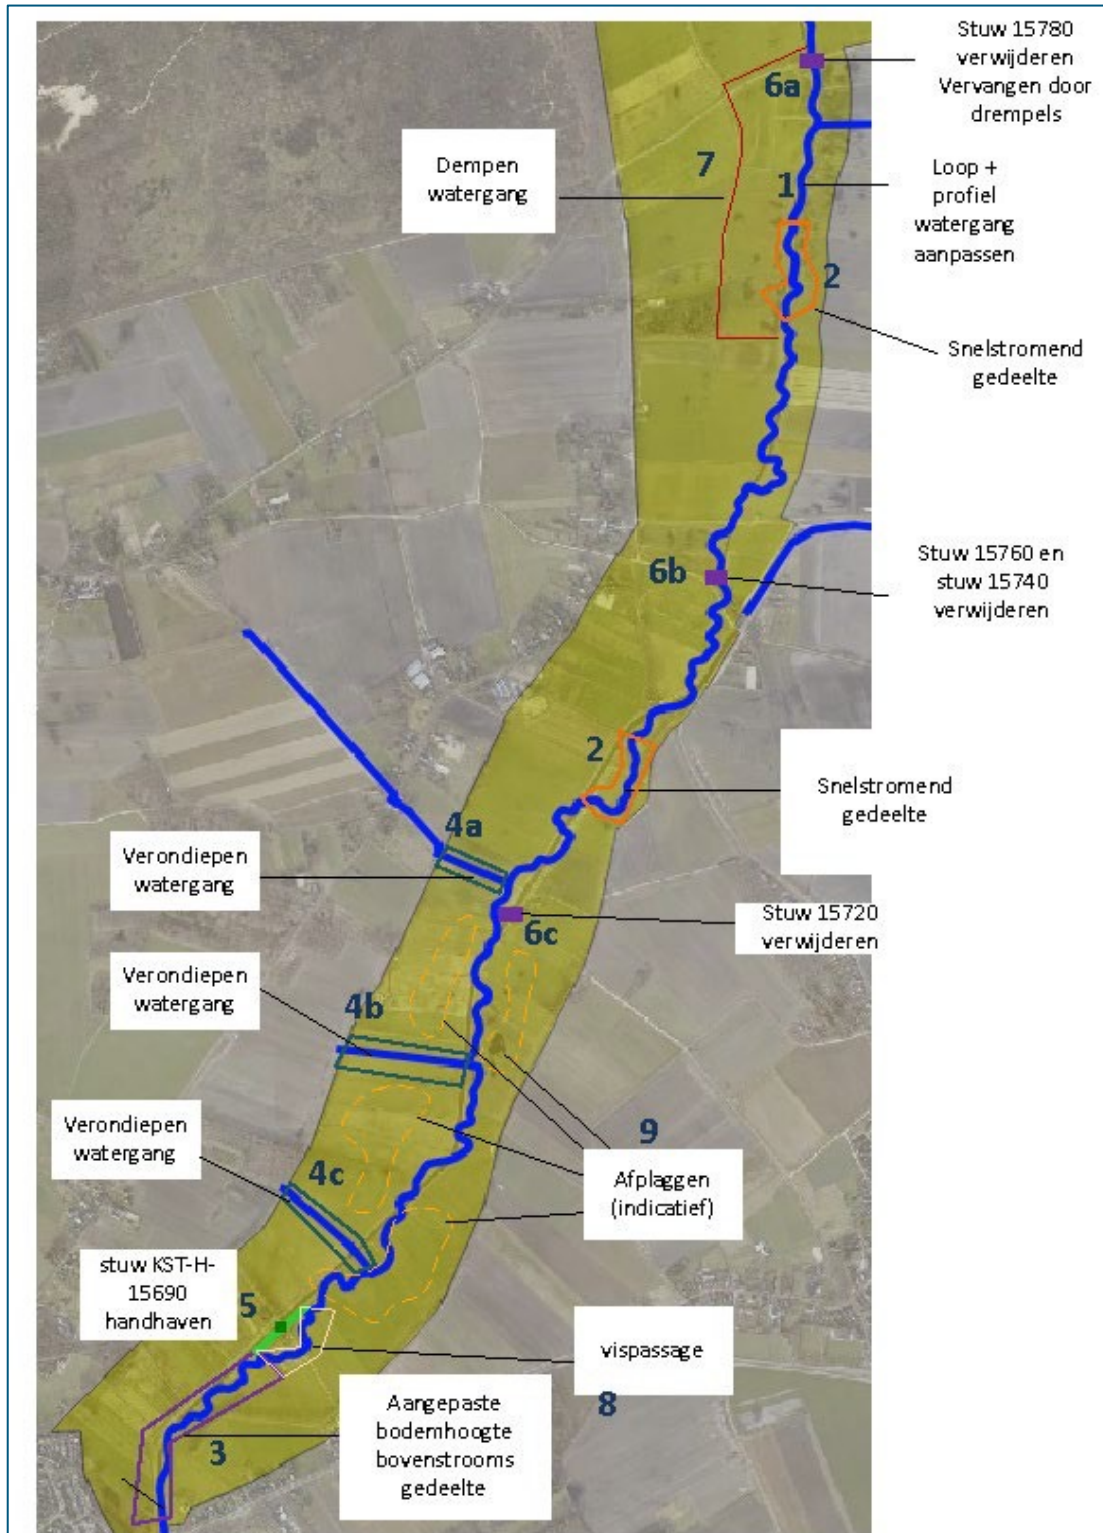 Stuw 15780
verwijderen
Vervangen door
drempels
6a
Dempen
watergang
7
1
Loop +
profiel
watergang
aanpassen
2
Snelstromend
gedeelte
6b
Stuw 15760 en
stuw 15740
verwijderen
2
Snelstromend
gedeelte
4a
Verondiepen
watergang
Stuw 15720
verwijderen
6c
Verondiepen
watergang
4b
Verondiepen
watergang
4c
9
Afplaggen
(indicatief)
stuw KST-H-
15690
handhaven
5
vispassage
8
Aangepaste
bodemhoogte
bovenstrooms
gedeelte
3